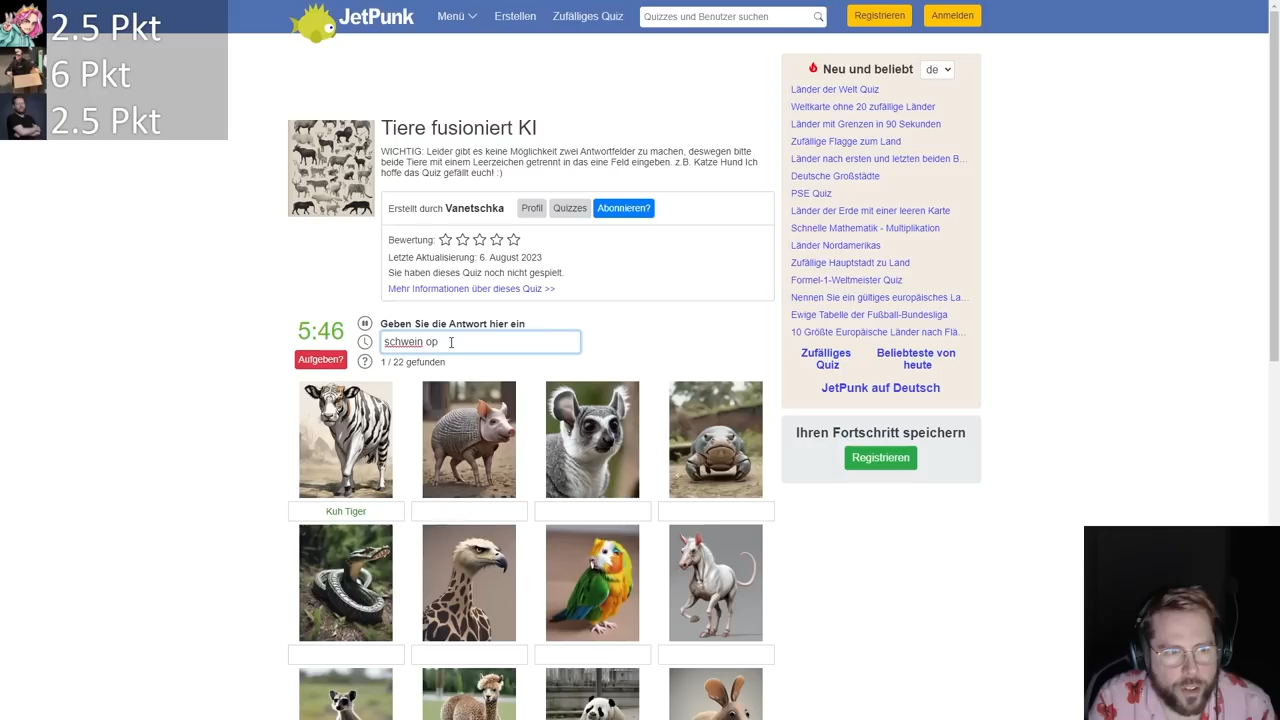 2.5 Pkt
6 Pkt
2.5 Pkt
JetPunk
Menü
Erstellen
Zufälliges Quiz
Quizzes und Benutzer suchen
Registrieren
Anmelden
Tiere fusioniert KI
WICHTIG: Leider gibt es keine Möglichkeit zwei Antwortfelder zu machen, deswegen bitte
beide Tiere mit einem Leerzeichen getrennt in das eine Feld eingeben. z.B. Katze Hund Ich
hoffe das Quiz gefällt euch! :)
Erstellt durch Vanetschka
Profil
Quizzes
Abonnieren?
Bewertung:
Letzte Aktualisierung: 6. August 2023
Sie haben dieses Quiz noch nicht gespielt.
Mehr Informationen über dieses Quiz >>
5:46
Aufgeben?
Geben Sie die Antwort hier ein
schwein op
?
1 / 22 gefunden
Kuh Tiger
Neu und beliebt
de
Länder der Welt Quiz
Weltkarte ohne 20 zufällige Länder
Länder mit Grenzen in 90 Sekunden
Zufällige Flagge zum Land
Länder nach ersten und letzten beiden B…
Deutsche Großstädte
PSE Quiz
Länder der Erde mit einer leeren Karte
Schnelle Mathematik - Multiplikation
Länder Nordamerikas
Zufällige Hauptstadt zu Land
Formel-1-Weltmeister Quiz
Nennen Sie ein gültiges europäisches La…
Ewige Tabelle der Fußball-Bundesliga
10 Größte Europäische Länder nach Flä…
Zufälliges
Quiz
Beliebteste von
heute
JetPunk auf Deutsch
Ihren Fortschritt speichern
Registrieren